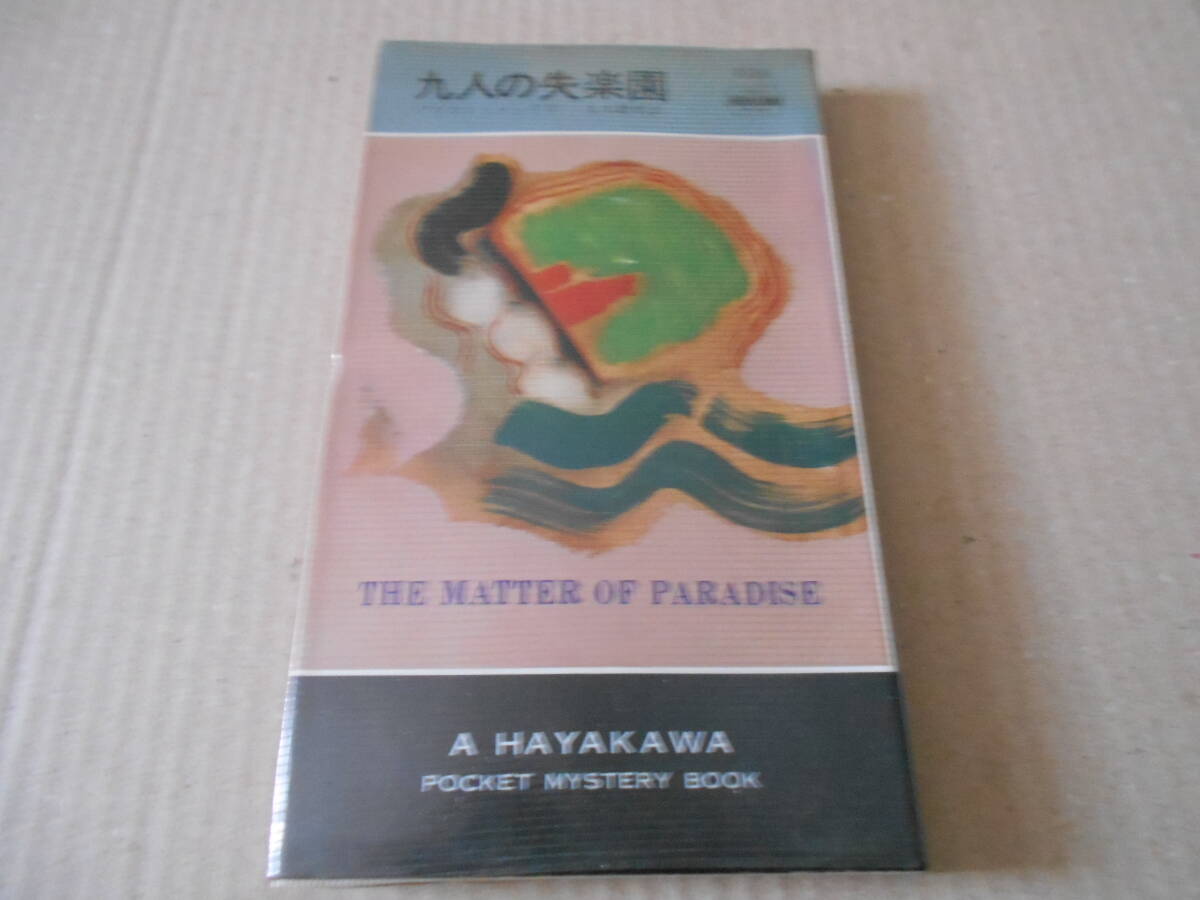 九人の失楽園
THE MATTER OF PARADISE
A HAYAKAWA
POCKET MYSTERY BOOK